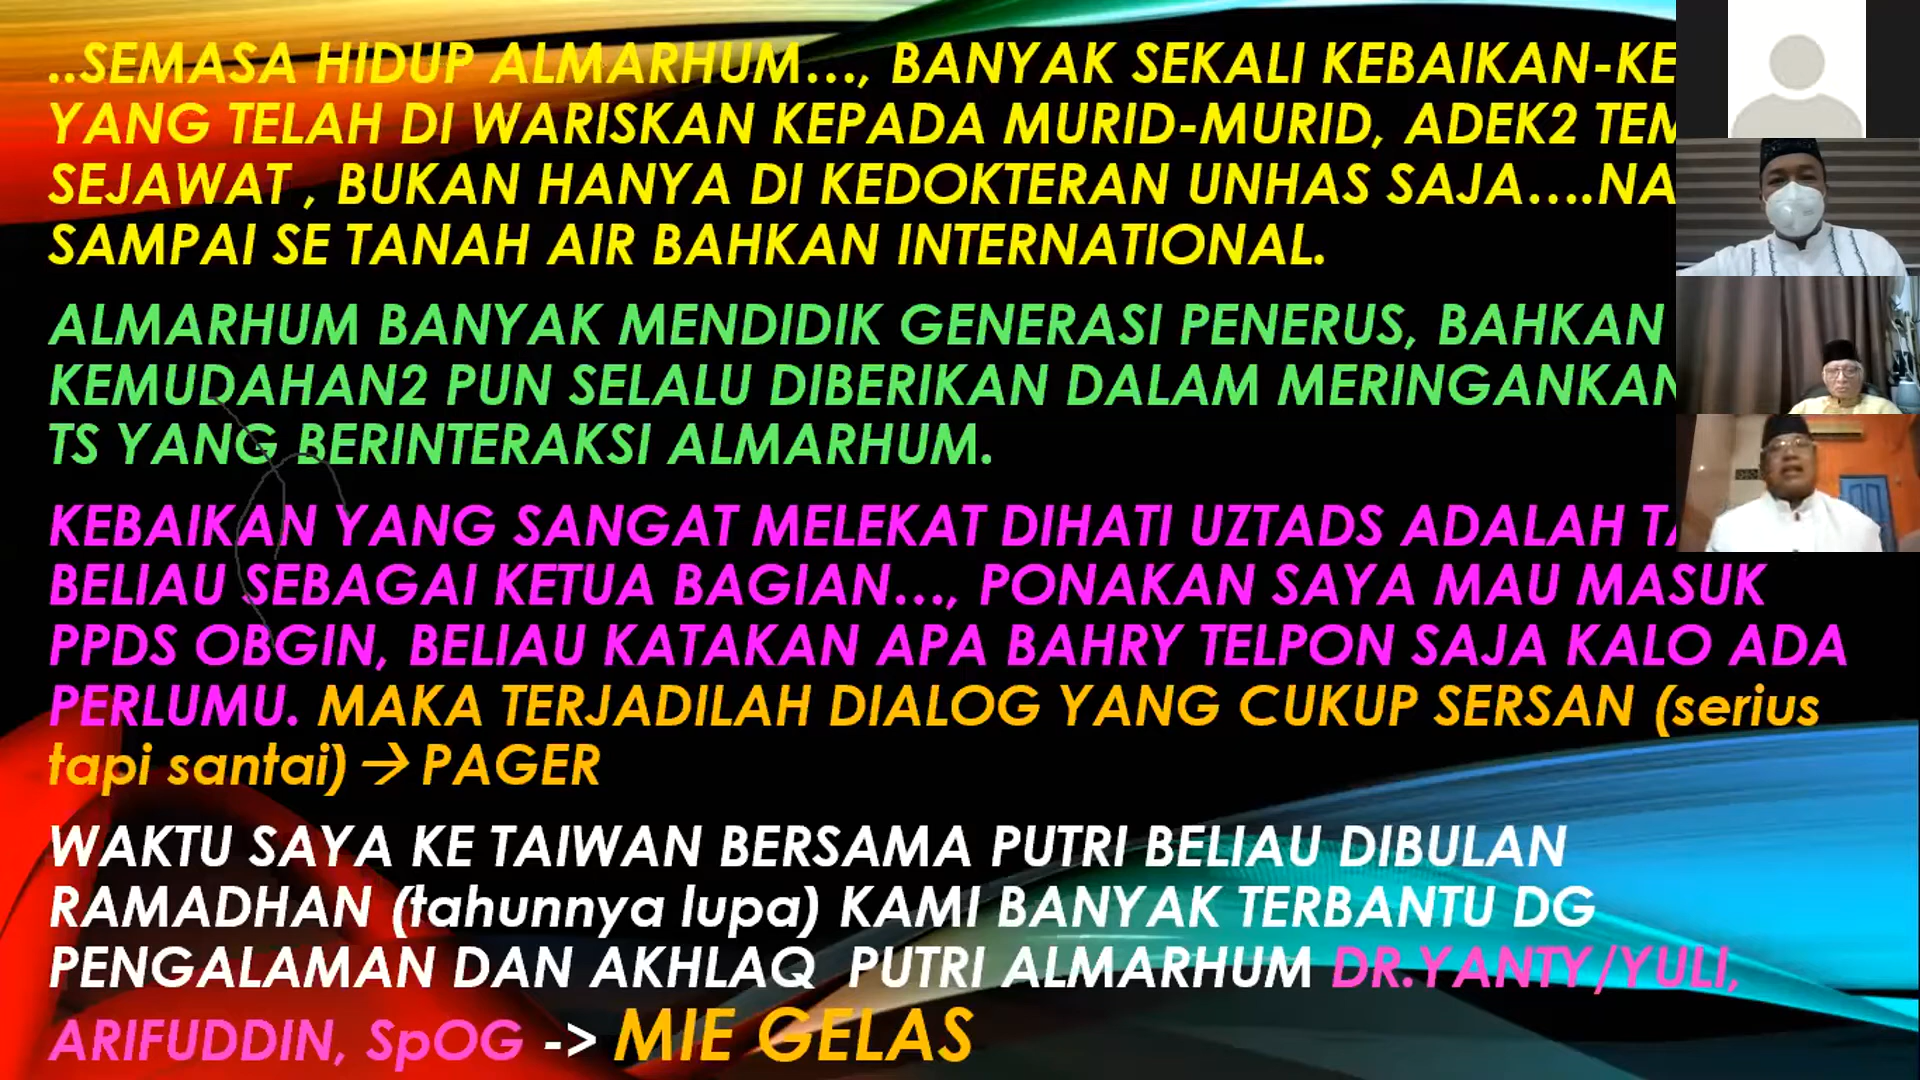 ..SEMASA HIDUP ALMARHUM..., BANYAK SEKALI KEBAIKAN-KE
YANG TELAH DI WARISKAN KEPADA MURID-MURID, ADEK2
SEJAWAT , BUKAN HANYA DI KEDOKTERAN UNHAS SAJA....NA
SAMPAI SE TANAH AIR BAHKAN INTERNATIONAL.
ALMARHUM BANYAK MENDIDIK GENERASI PENERUS, BAHKAN
KEMUDAHAN2 PUN SELALU DIBERIKAN DALAM MERINGANKAN
TS YANG BERINTERAKSI ALMARHUM.
KEBAIKAN YANG SANGAT MELEKAT DIHATI UZTADS ADALAH
BELIAU SEBAGAI KETUA BAGIAN..., PONAKAN SAYA MAU MASUK
PPDS OBGIN, BELIAU KATAKAN APA BAHRY TELPON SAJA KALO ADA
PERLUMU. MAKA TERJADILAH DIALOG YANG CUKUP SERSAN (serius
tapi santai) → PAGER
WAKTU SAYA KE TAIWAN BERSAMA PUTRI BELIAU DIBULAN
RAMADHAN (tahunnya lupa) KAMI BANYAK TERBANTU DG
PENGALAMAN DAN AKHLAQ PUTRI ALMARHUM DR.YANTY/YULI,
ARIFUDDIN, SpOG -> MIE GELAS